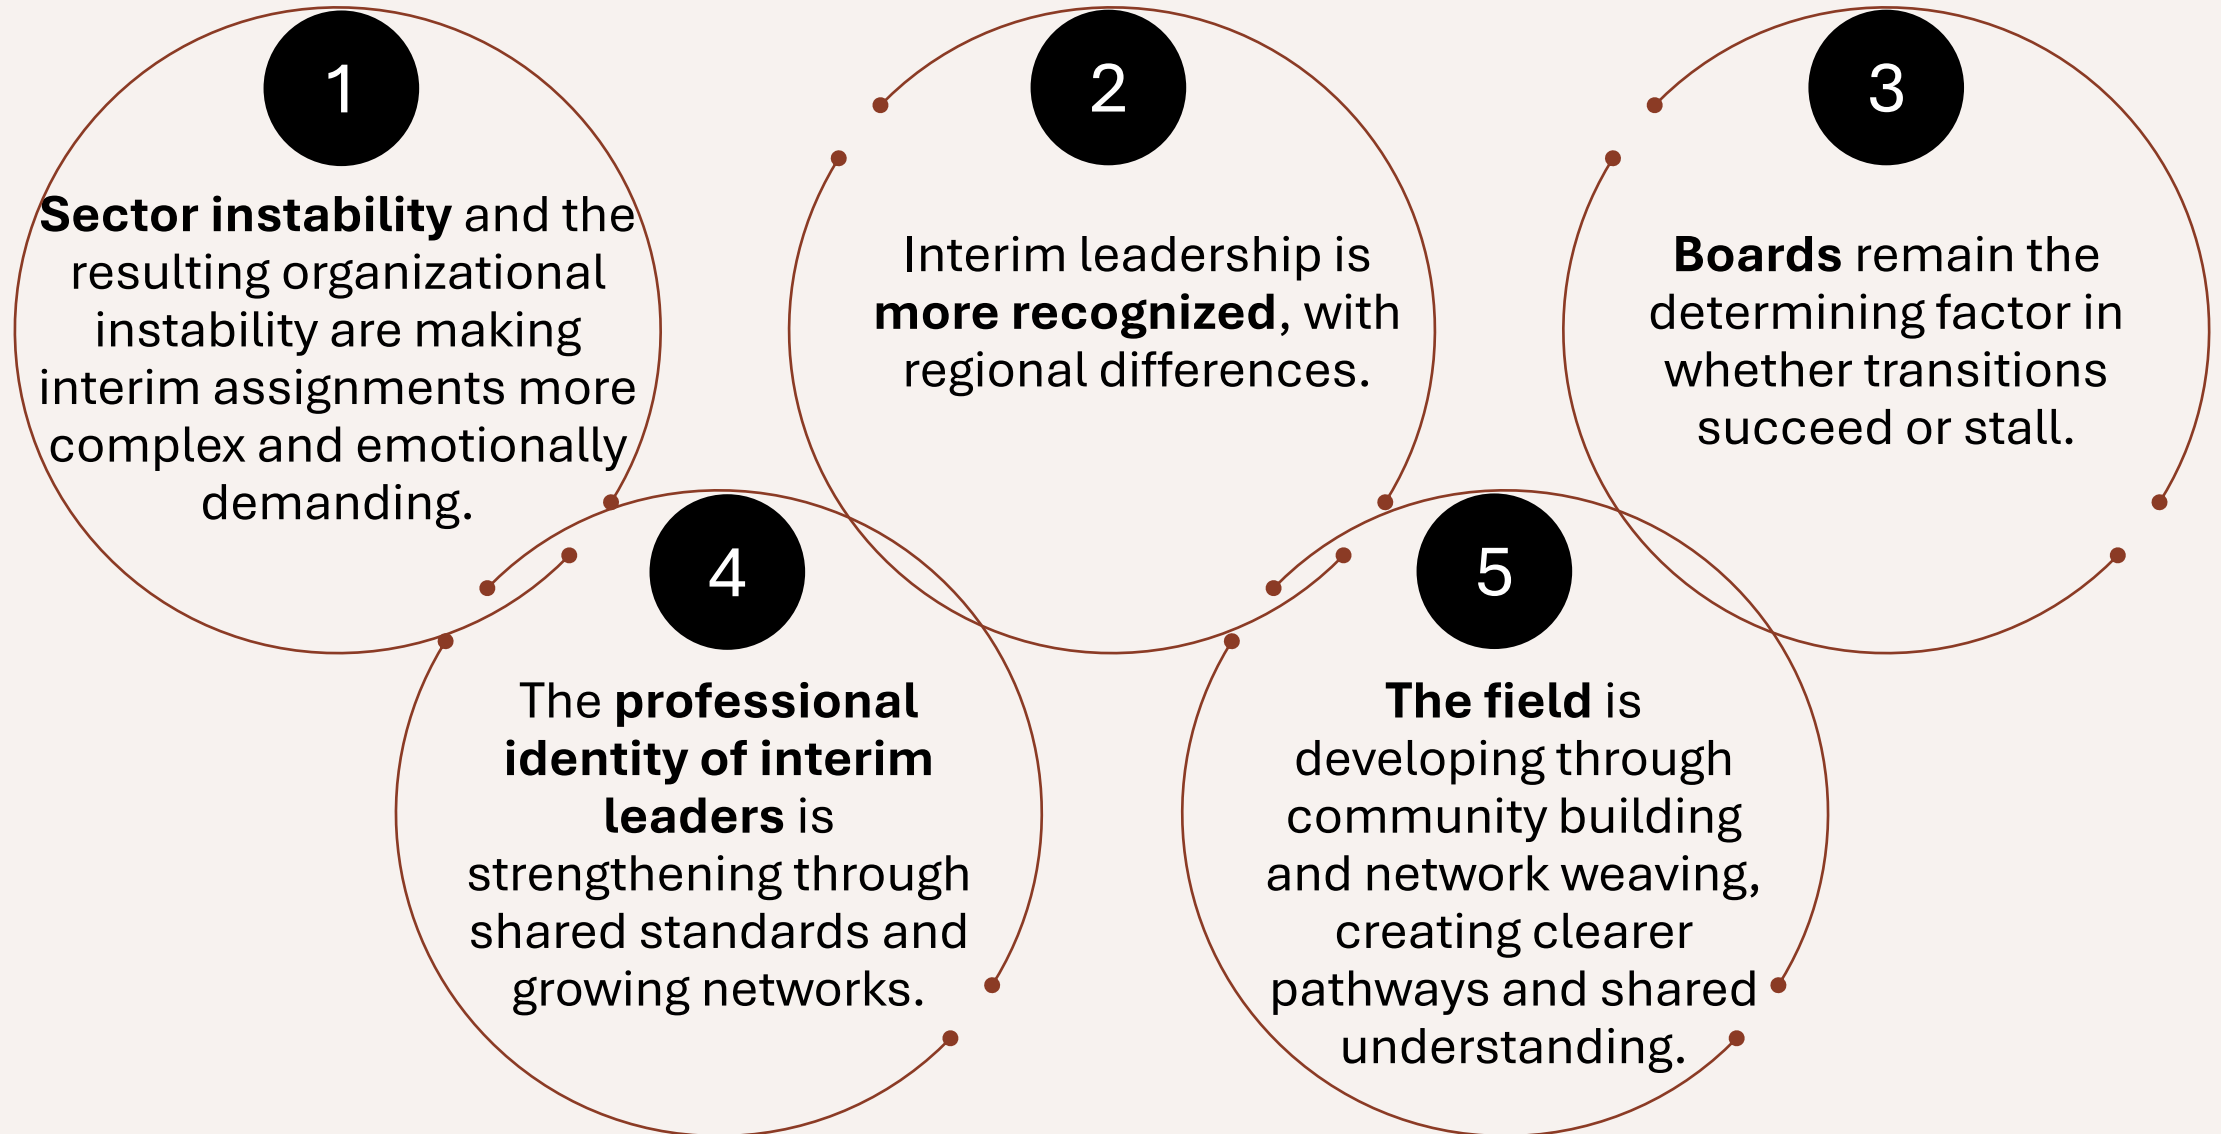 1
Sector instability and the
resulting organizational
instability are making
interim assignments more
complex and emotionally
demanding.
2
Interim leadership is
more recognized, with
regional differences.
3
Boards remain the
determining factor in
whether transitions
succeed or stall.
4
The professional
identity of interim
leaders is
strengthening through
shared standards and
growing networks.
5
The field is
developing through
community building
and network weaving,
creating clearer
pathways and shared
understanding.